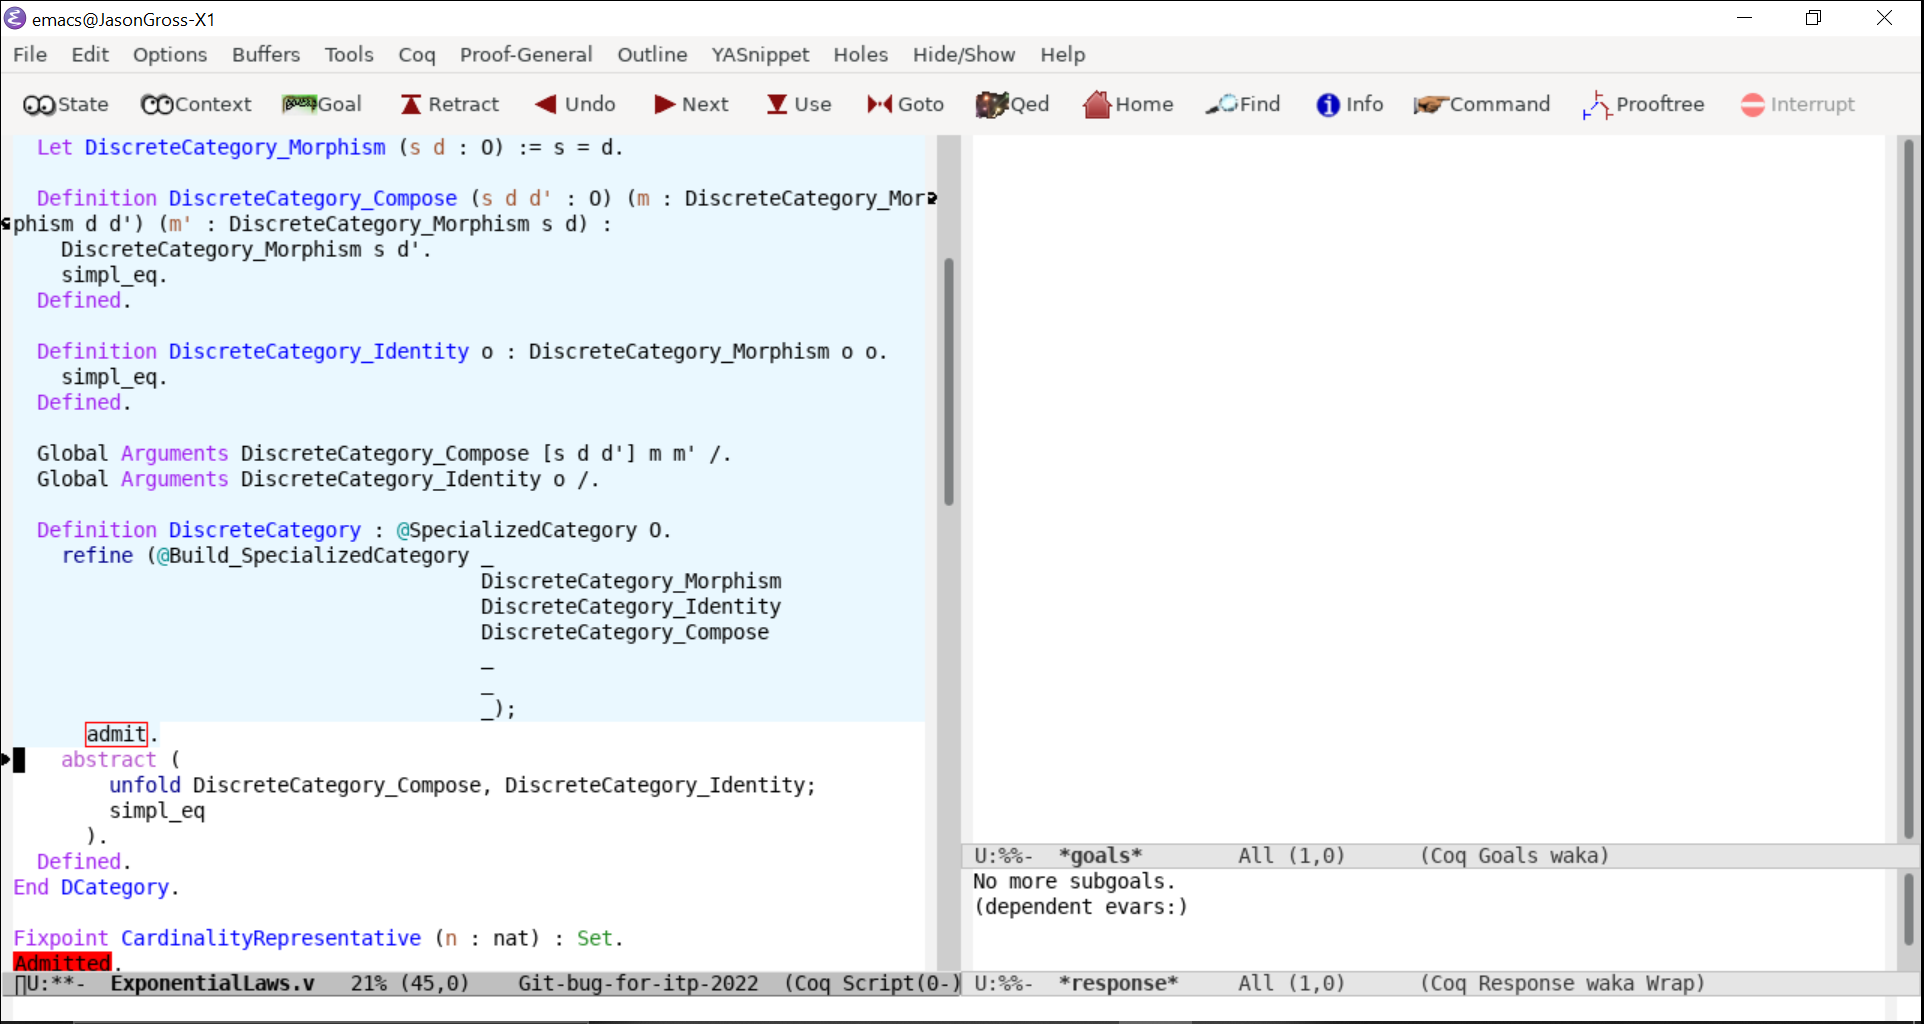 emacs@JasonGross-X1
File Edit Options Buffers Tools Coq Proof-General Outline YASnippet Holes Hide/Show Help
State Context Goal Retract Undo Next Use Goto Qed Home Find Info Command Prooftree Interrupt
Let DiscreteCategory_Morphism (s d : O) := s = d.
Definition DiscreteCategory_Compose (s d d' : O) (m : DiscreteCategory_Mor
phism d d') (m' : DiscreteCategory_Morphism s d) :
DiscreteCategory_Morphism s d'.
simpl_eq.
Defined.
Definition DiscreteCategory_Identity o : DiscreteCategory_Morphism o o.
simpl_eq.
Defined.
Global Arguments DiscreteCategory_Compose [s d d'] m m' /.
Global Arguments DiscreteCategory_Identity o /.
Definition DiscreteCategory : @SpecializedCategory O.
refine (@Build_SpecializedCategory _
DiscreteCategory_Morphism
DiscreteCategory_Identity
DiscreteCategory_Compose
_
_
_);
admit.
abstract (
unfold DiscreteCategory_Compose, DiscreteCategory_Identity;
simpl_eq
).
Defined.
End DCategory.
Fixpoint CardinalityRepresentative (n : nat) : Set.
Admitted.
U:**- ExponentialLaws.v 21% (45,0) Git-bug-for-itp-2022 (Coq Script(0-)
U:%%- *goals* All (1,0) (Coq Goals waka)
No more subgoals.
(dependent evars:)
U:%%- *response* All (1,0) (Coq Response waka Wrap)